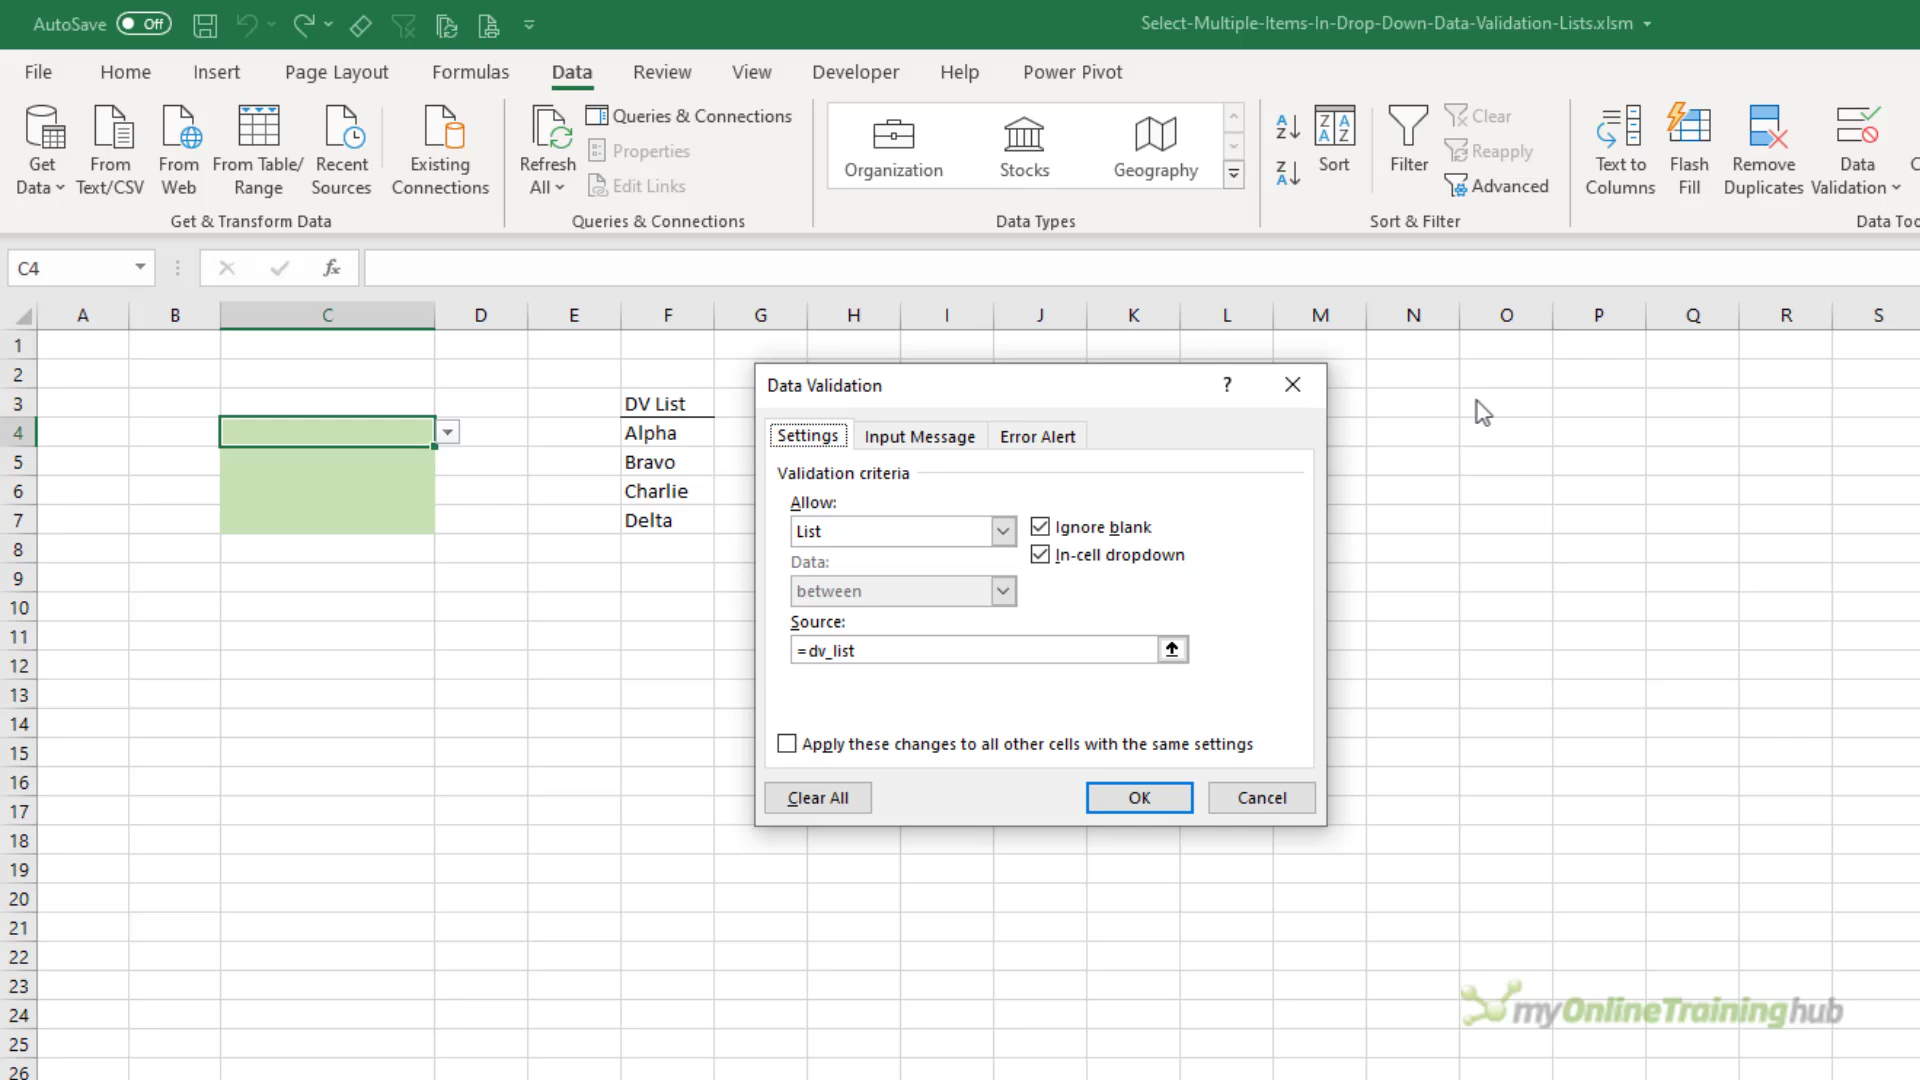 AutoSave Off Select-Multiple-Items-In-Drop-Down-Data-Validation-Lists.xlsm
File Home Insert Page Layout Formulas Data Review View Developer Help Power Pivot
Get Data
From Text/CSV
From Web
From Table/ Range
Recent Sources
Existing Connections
Refresh All
Queries & Connections
Properties
Edit Links
Organization
Stocks
Geography
A Z
Z A
Z A A Z
Sort
Filter
Clear
Reapply
Advanced
Text to Columns
Flash Fill
Remove Duplicates
Data Validation
Get & Transform Data
Queries & Connections
Data Types
Sort & Filter
Data Too
C4 fx
A B C D E F G H I J K L M N O P Q R S
1
2
3 DV List
4 Alpha
5 Bravo
6 Charlie
7 Delta
8
9
10
11
12
13
14
15
16
17
18
19
20
21
22
23
24
25
26
Data Validation ?
Settings Input Message Error Alert
Validation criteria
Allow:
List
Ignore blank
In-cell dropdown
Data:
between
Source:
=dv_list
Apply these changes to all other cells with the same settings
Clear All OK Cancel
myOnlineTraininghub